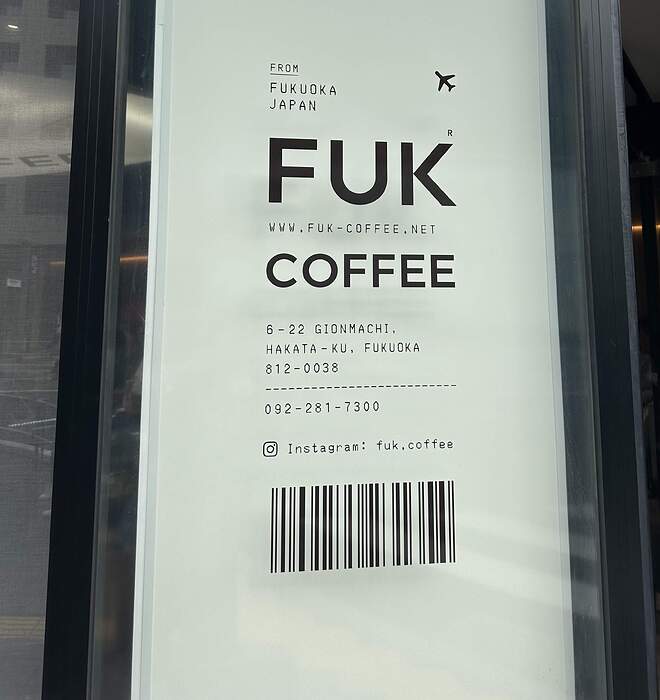 FROM
FUKUOKA
JAPAN
R
FUK
WWW.FUK-COFFEE.NET
COFFEE
6-22 GIONMACHI,
HAKATA-KU, FUKUOKA
812-0038
092-281-7300
Instagram: fuk.coffee